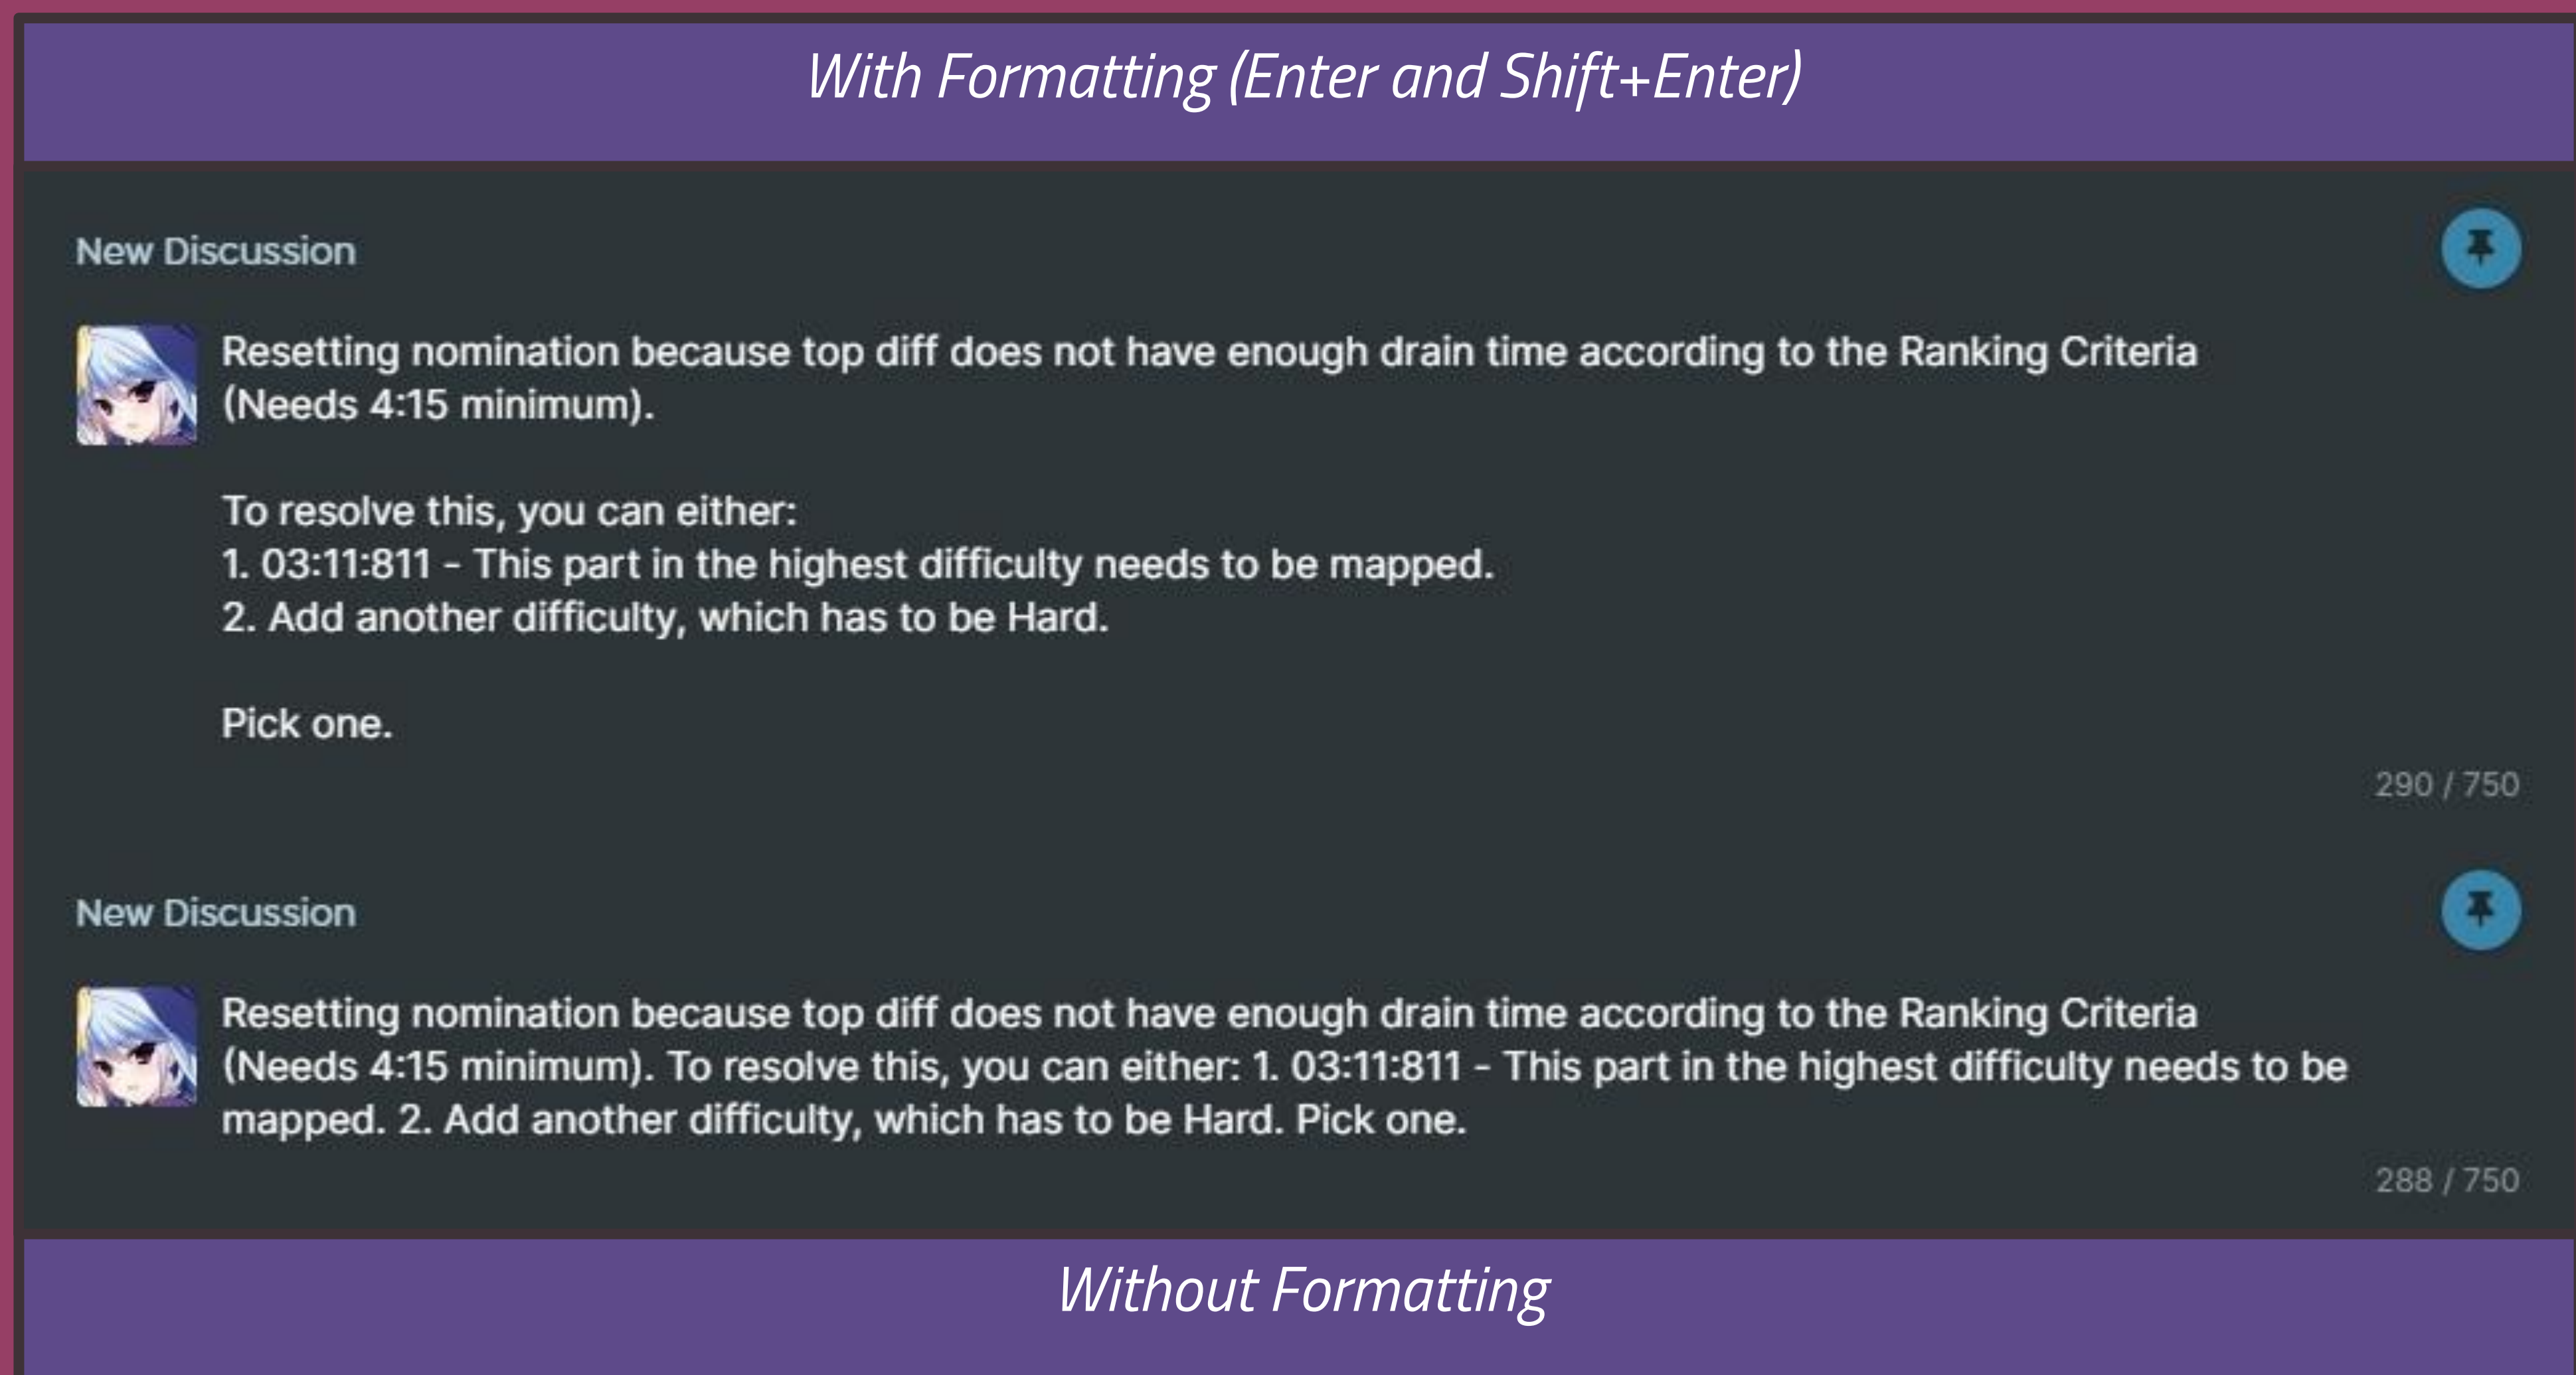 With Formatting (Enter and Shift+Enter)
New Discussion
Resetting nomination because top diff does not have enough drain time according to the Ranking Criteria
(Needs 4:15 minimum).
To resolve this, you can either:
1. 03:11:811 - This part in the highest difficulty needs to be mapped.
2. Add another difficulty, which has to be Hard.
Pick one.
290 / 750
New Discussion
Resetting nomination because top diff does not have enough drain time according to the Ranking Criteria
(Needs 4:15 minimum). To resolve this, you can either: 1. 03:11:811 - This part in the highest difficulty needs to be
mapped. 2. Add another difficulty, which has to be Hard. Pick one.
288 / 750
Without Formatting